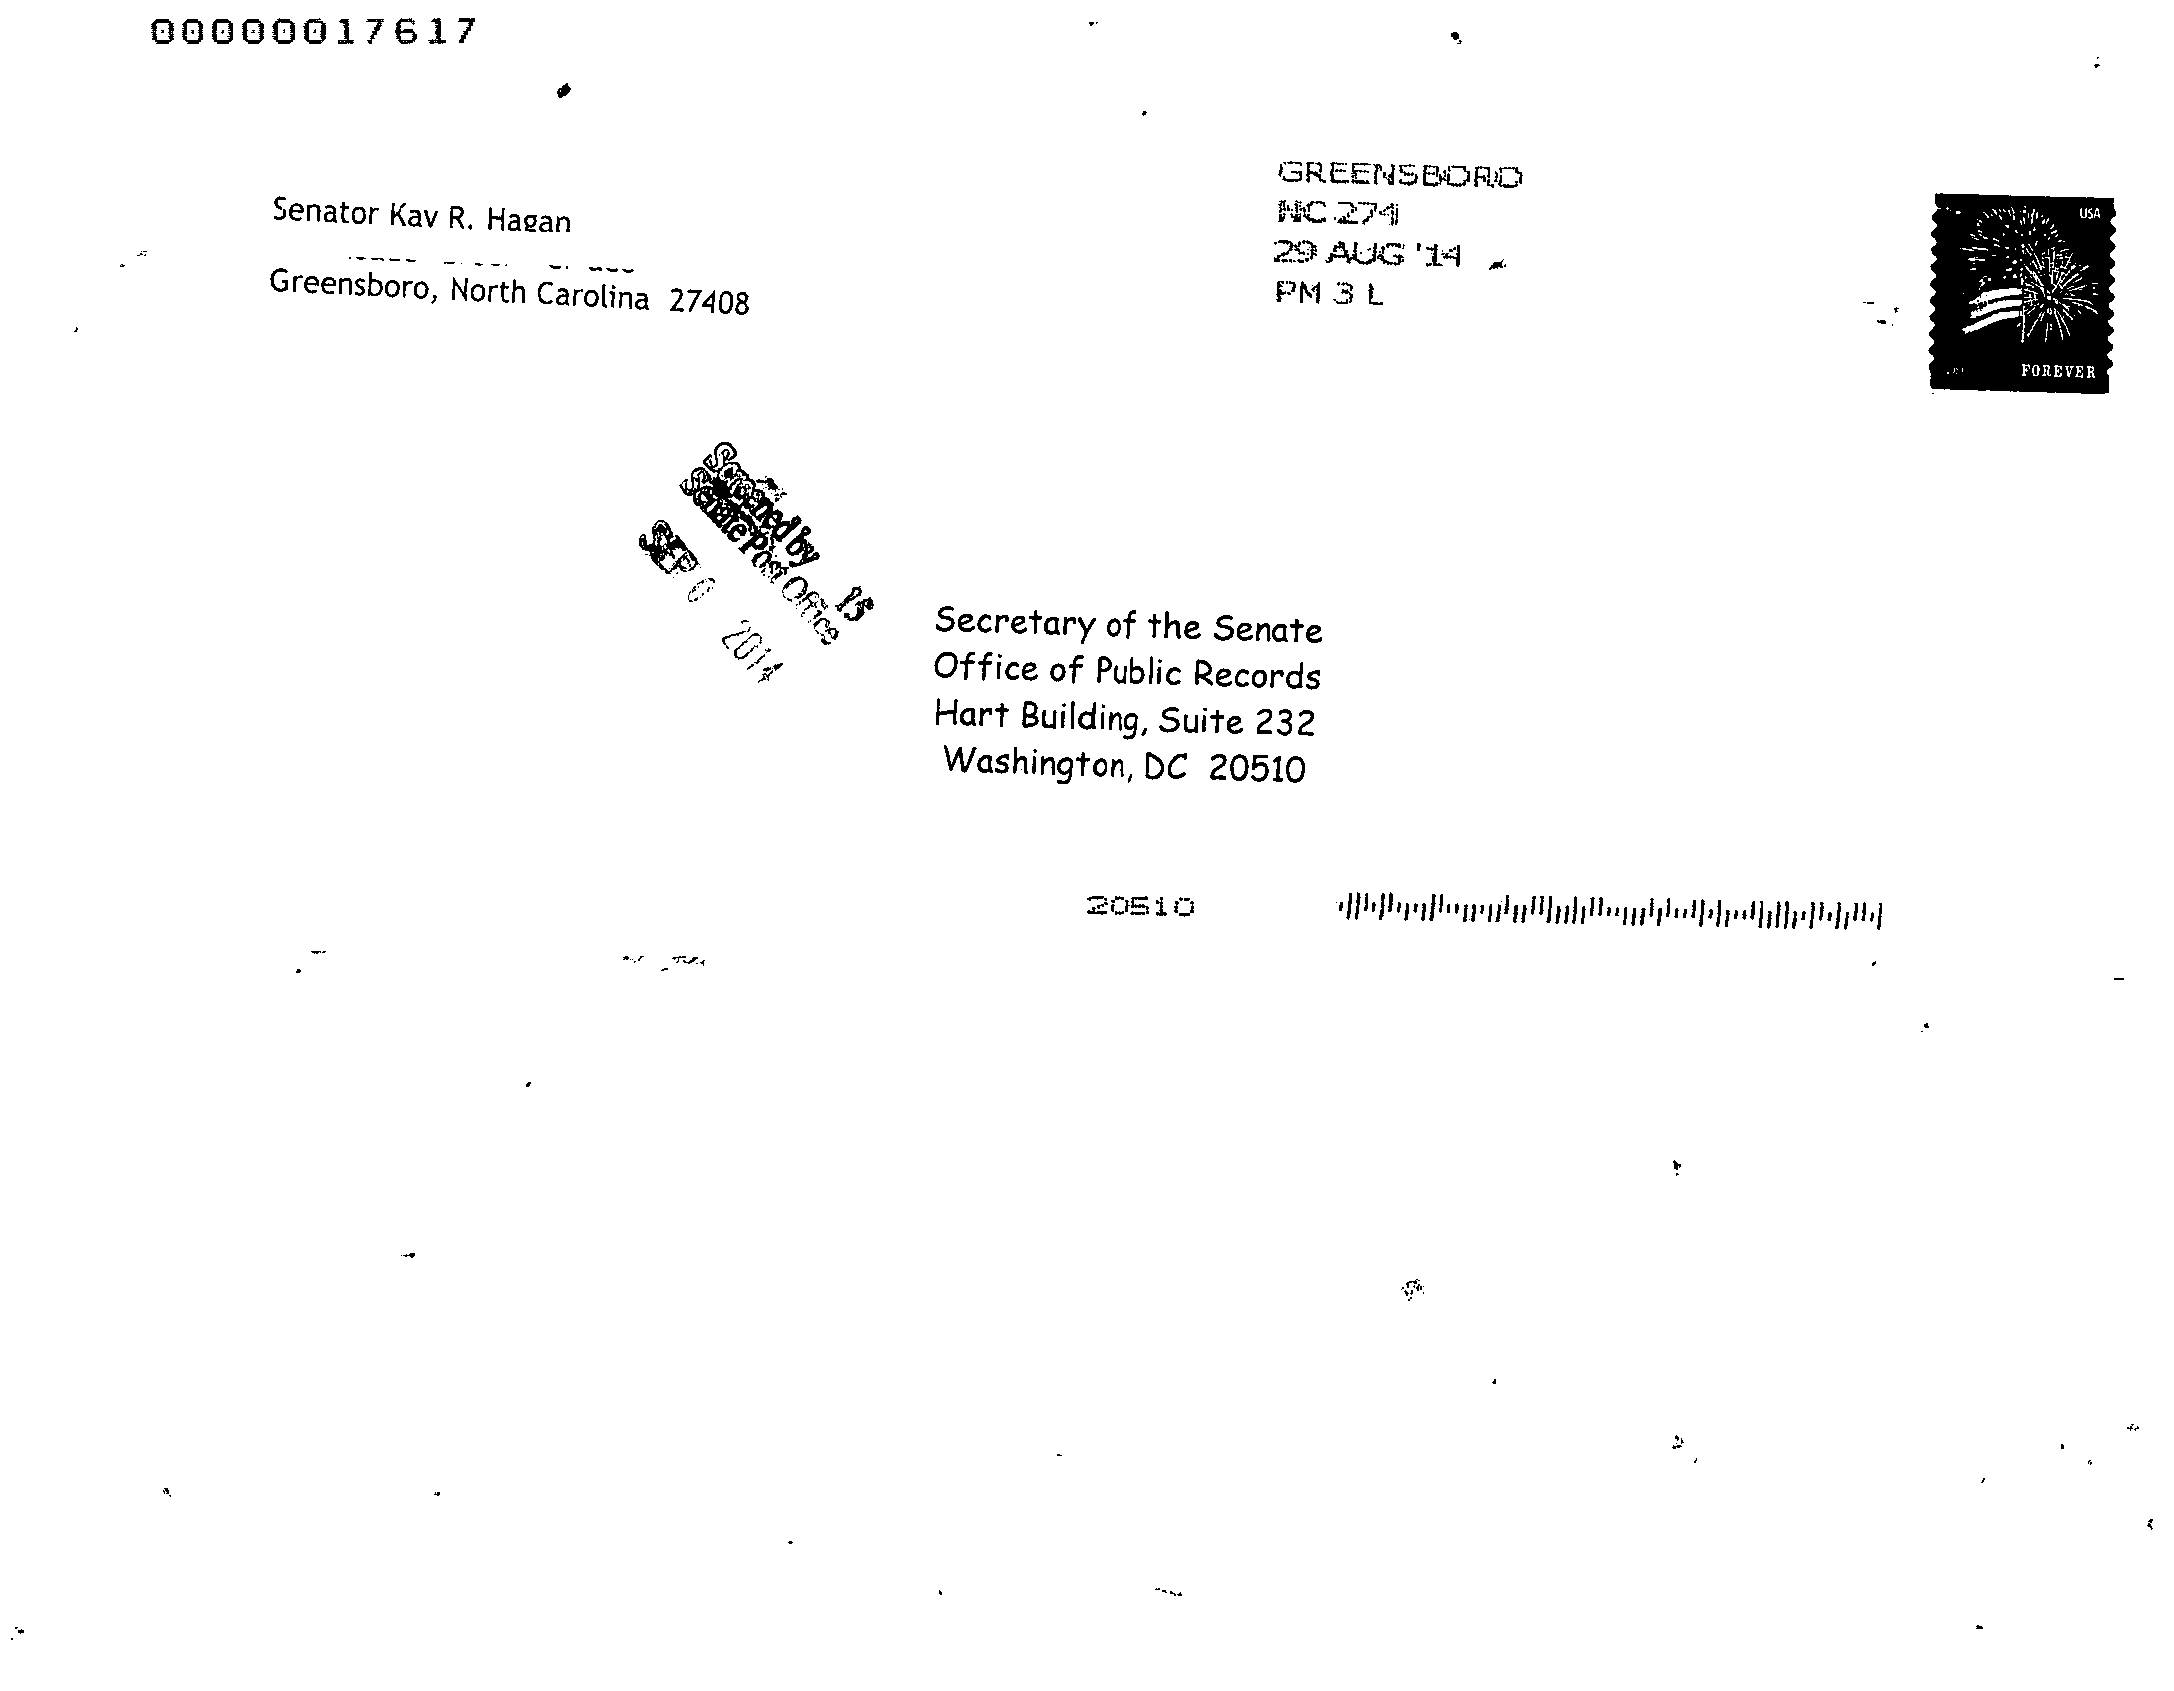 00000017617
Senator Kav R. Hagan
Greensboro, North Carolina 27408
GREENSBORO
NC 274
29 AUG '14
PM 3 L
USA
FOREVER
Screened by
Senate Post Office
15
SEP 0 2014
Secretary of the Senate
Office of Public Records
Hart Building, Suite 232
Washington, DC 20510
20510